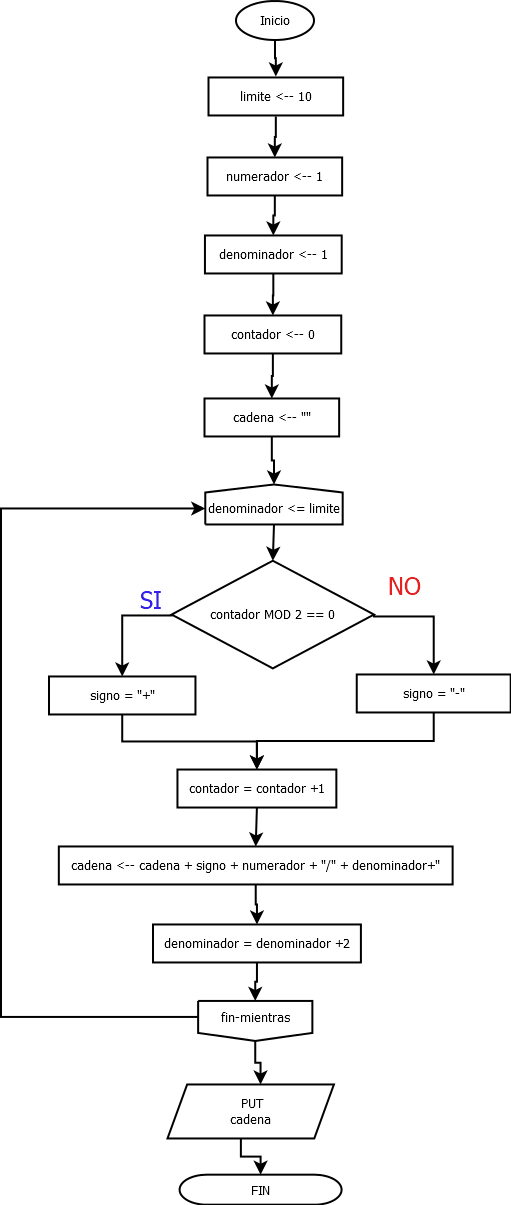 Inicio
limite <-- 10
numerador <-- 1
denominador <-- 1
contador <-- 0
cadena <-- ""
denominador <= limite
contador MOD 2 == 0
SI
NO
signo = "+"
signo = "-"
contador = contador +1
cadena <-- cadena + signo + numerador + "/" + denominador+"
denominador = denominador +2
fin-mientras
PUT
cadena
FIN